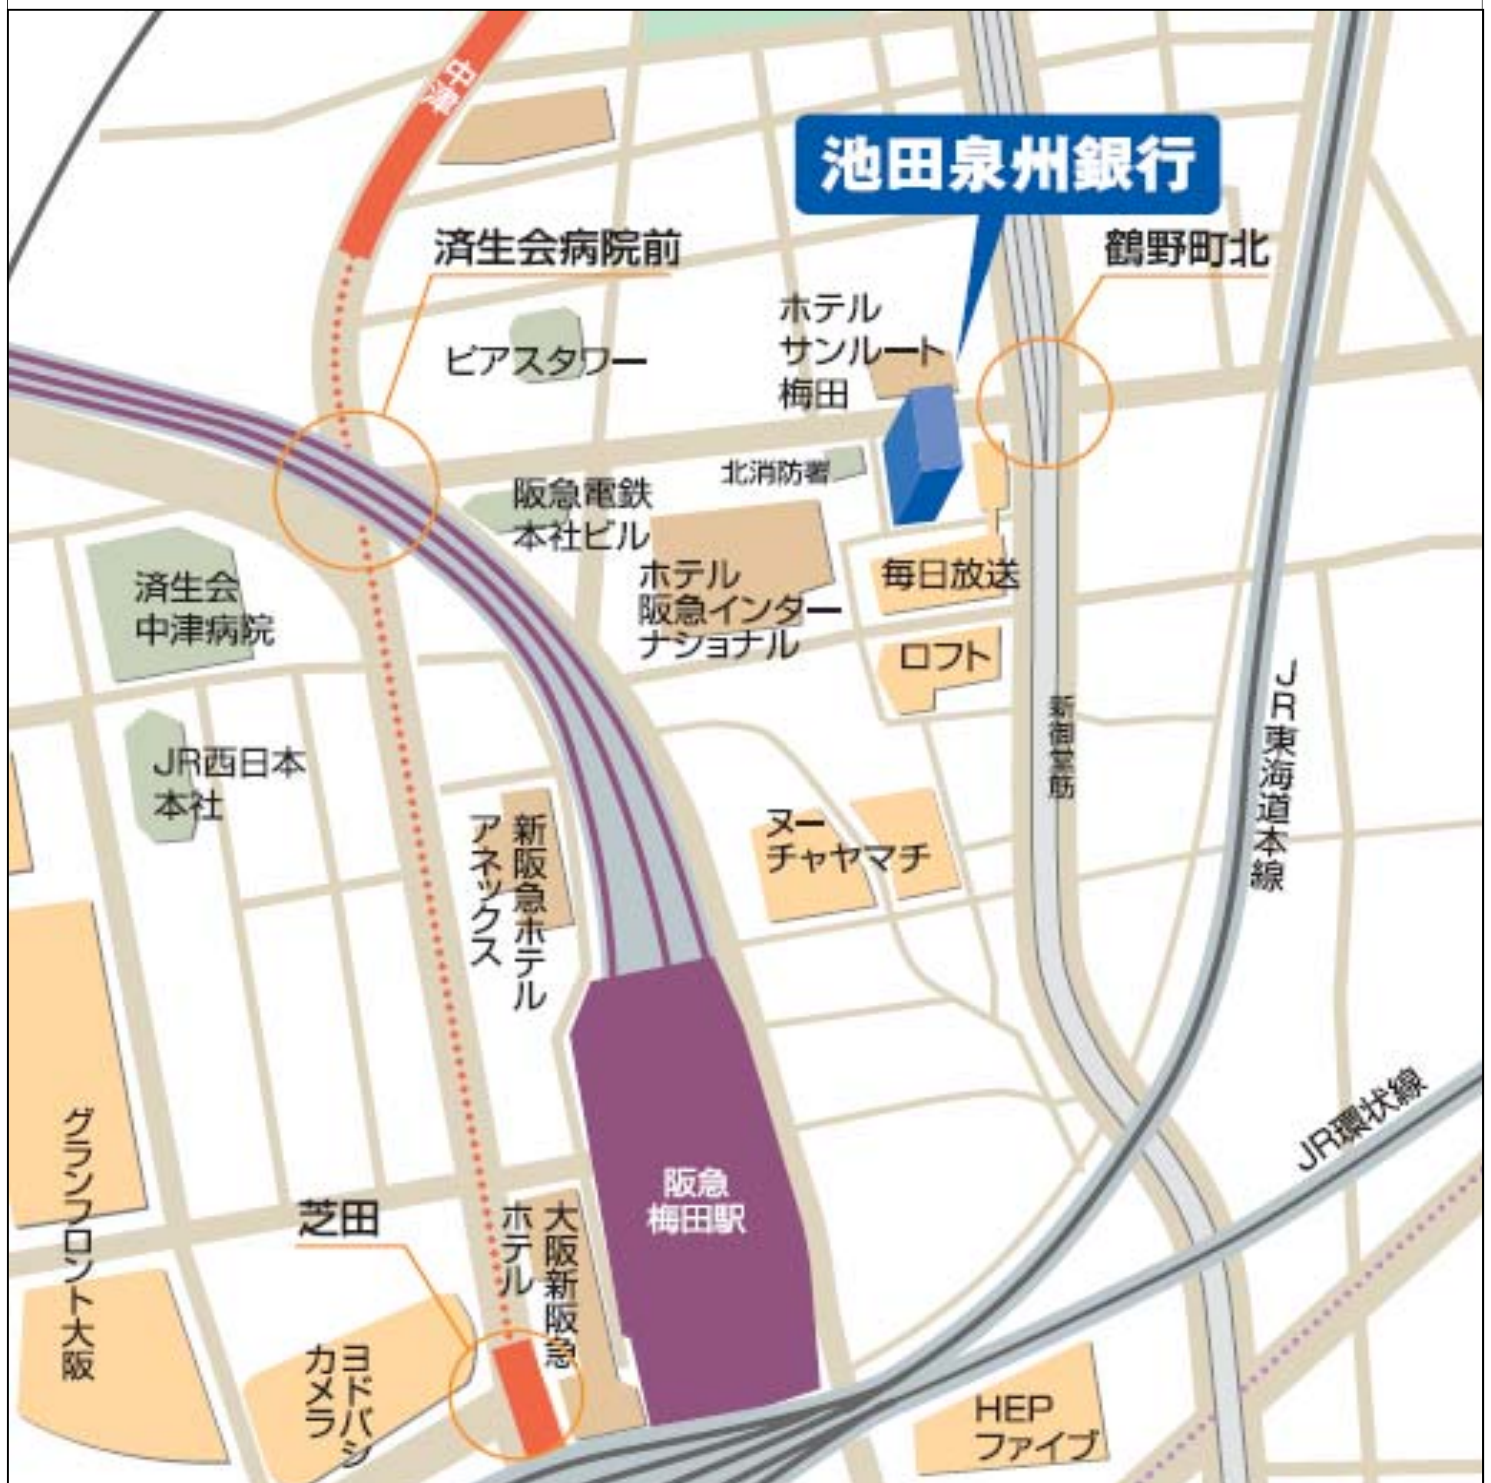 中津
池田泉州銀行
済生会病院前
鶴野町北
ホテル
サンルート
梅田
ピアスタワー
北消防署
阪急電鉄
本社ビル
ホテル
阪急インター
ナショナル
毎日放送
済生会
中津病院
ロフト
新御堂筋
JR東海道本線
JR西日本
本社
新阪急ホテル
アネックス
ヌー
チャヤマチ
JR環状線
グランフロント大阪
阪急
梅田駅
芝田
大阪新阪急
ホテル
ヨドバシ
カメラ
HEP
ファイブ